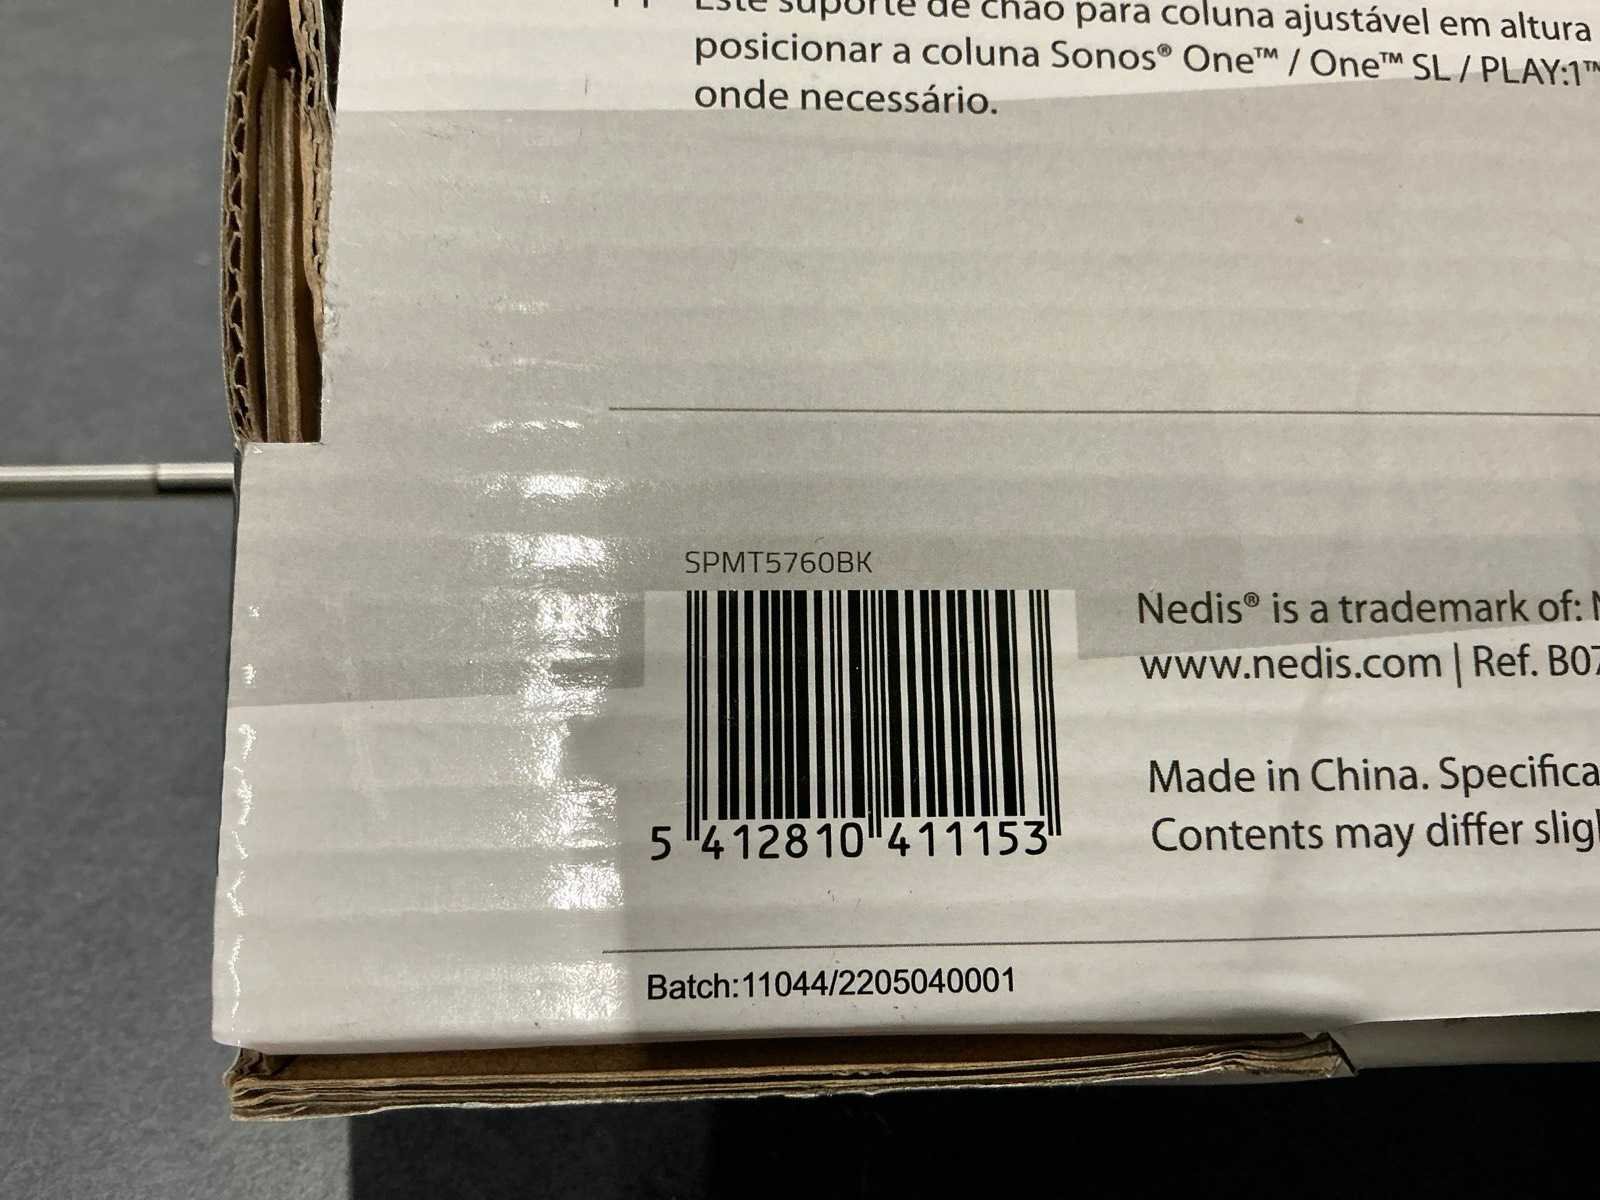 Este suporte de chão para coluna ajustável em altura
posicionar a coluna Sonos® One™ / One™ SL / PLAY:1™
onde necessário.
SPMT5760BK
5 412810 411153
Nedis® is a trademark of:
www.nedis.com | Ref. B07
Made in China.
Contents may differ
Batch:11044/2205040001